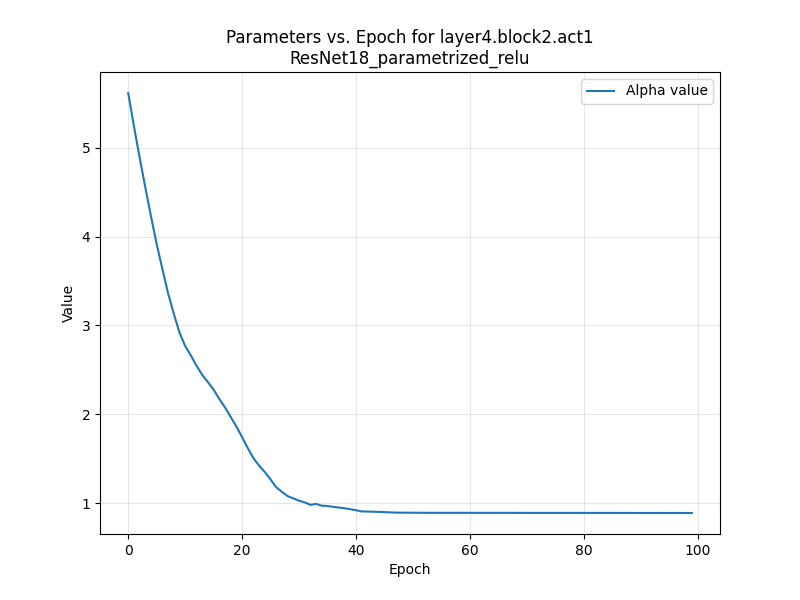 Parameters vs. Epoch for layer4.block2.act1
ResNet18_parametrized_relu
Alpha value
5
4
3
2
1
Value
0 20 40 60 80 100
Epoch